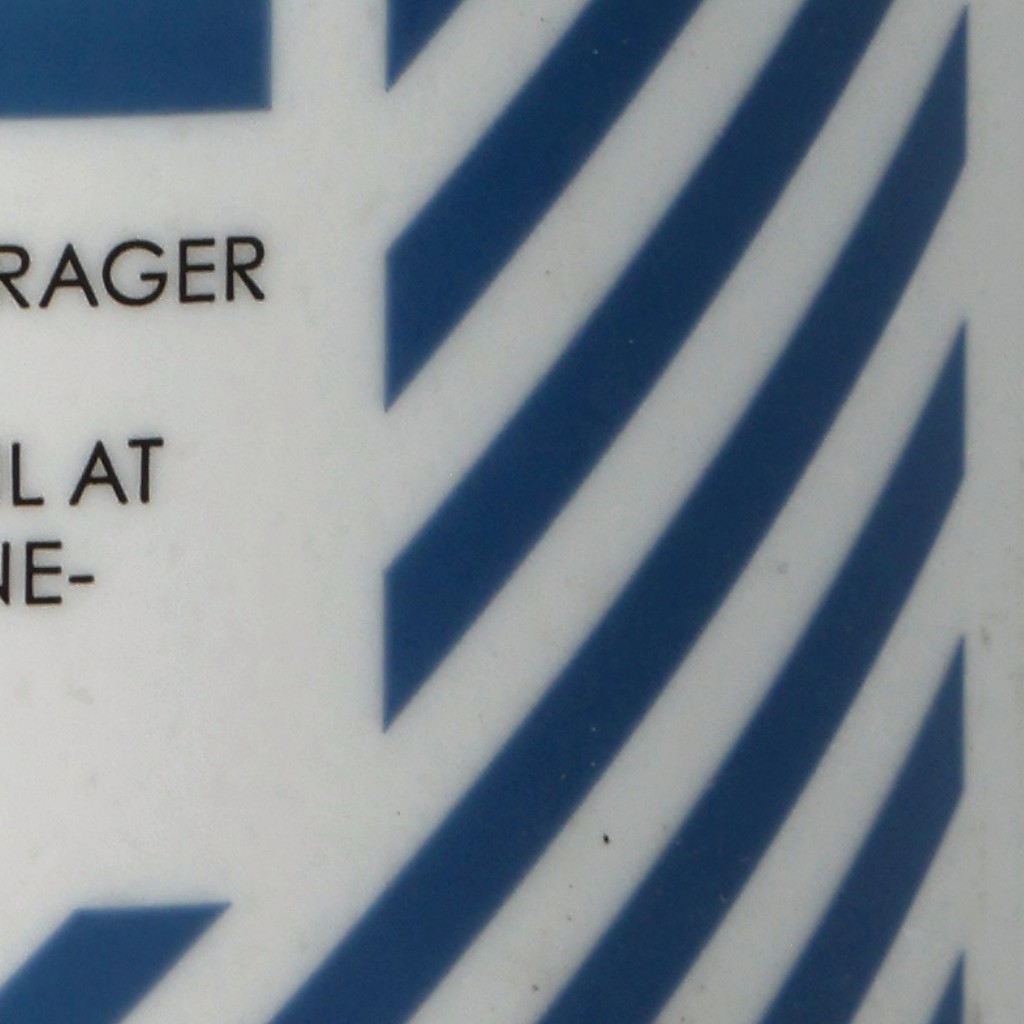 RAGER
L AT
NE-